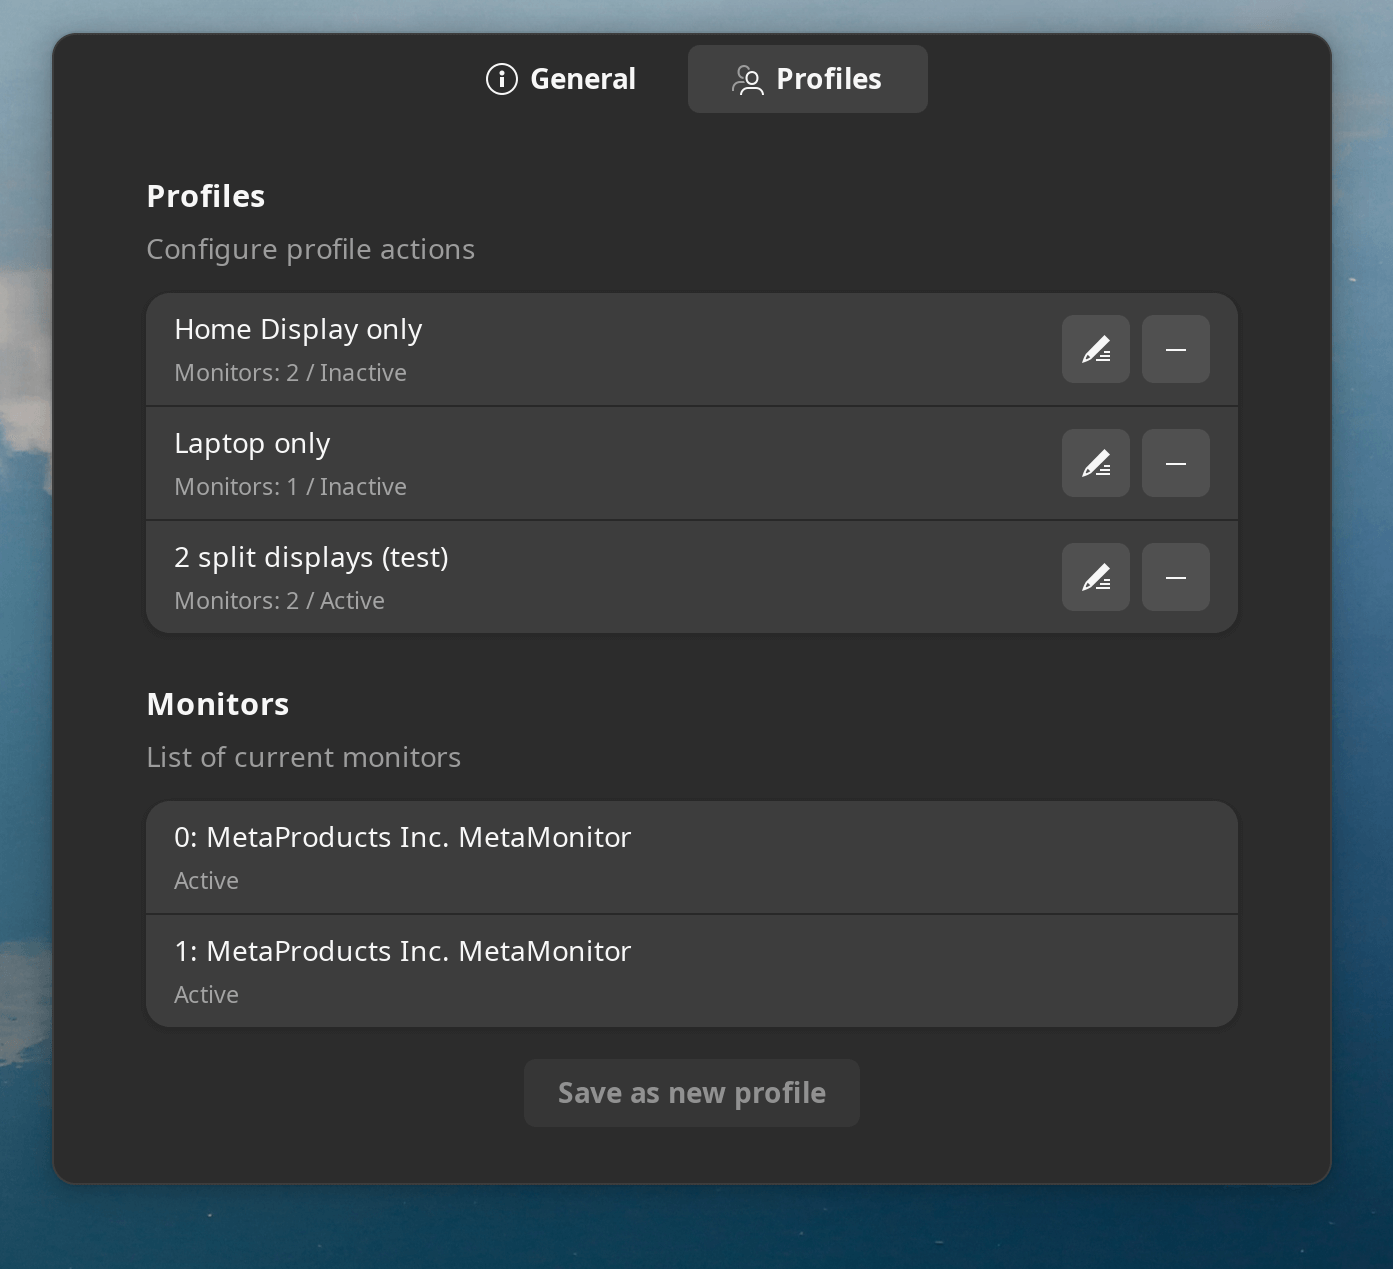 General
Profiles
Profiles
Configure profile actions
Home Display only
Monitors: 2 / Inactive
Laptop only
Monitors: 1 / Inactive
2 split displays (test)
Monitors: 2 / Active
Monitors
List of current monitors
0: MetaProducts Inc. MetaMonitor
Active
1: MetaProducts Inc. MetaMonitor
Active
Save as new profile